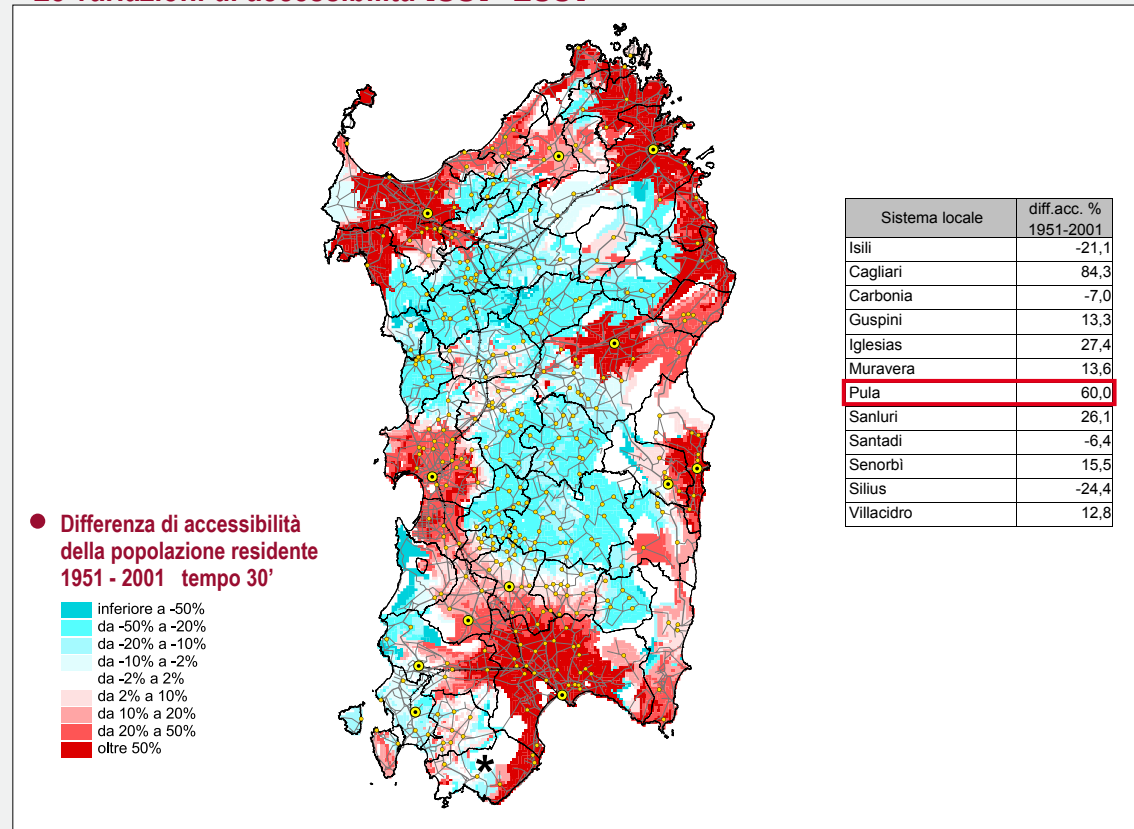 Differenza di accessibilità
della popolazione residente
1951 - 2001 tempo 30'
inferiore a -50%
da -50% a -20%
da -20% a -10%
da -10% a -2%
da -2% a 2%
da 2% a 10%
da 10% a 20%
da 20% a 50%
oltre 50%
*
Sistema locale diff.acc. %
1951-2001
Isili -21,1
Cagliari 84,3
Carbonia -7,0
Guspini 13,3
Iglesias 27,4
Muravera 13,6
Pula 60,0
Sanluri 26,1
Santadi -6,4
Senorbì 15,5
Silius -24,4
Villacidro 12,8